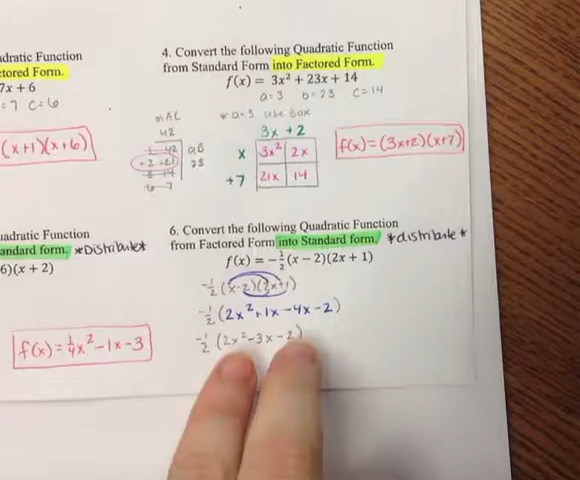 adratic Function
ctored Form.
7x + 6
= 7 c=6
(x+1)(x+6)
4. Convert the following Quadratic Function
from Standard Form into Factored Form.
f(x) = 3x² + 23x + 14
a=3 b=23 c=14
mAC
42
* a=3 use box
1 42
2 21
3 14
6 7
23
3x +2
x 3x² 2x
+7 21x 14
f(x)=(3x+2)(x+7)
uadratic Function
andard form. *Distribute*
6)(x + 2)
f(x)=¼x²-1x-3
6. Convert the following Quadratic Function
from Factored Form into Standard form. *distribute*
f(x) = −½(x − 2)(2x + 1)
-½(x-2)(2x+1)
-½(2x²+1x-4x-2)
-½(2x²-3x-2)